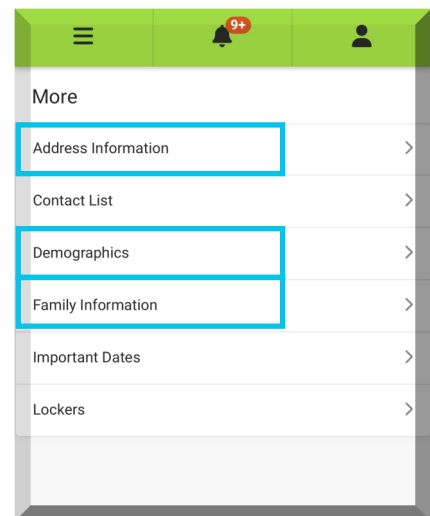 9+
More
Address Information
Contact List
Demographics
Family Information
Important Dates
Lockers